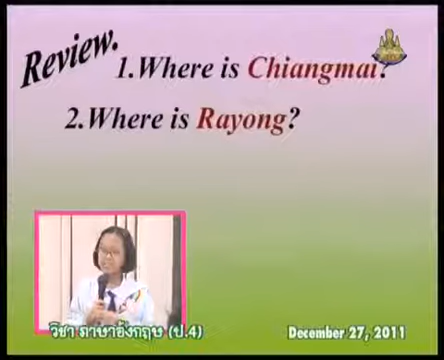 Review.
1.Where is Chiangmai?
2.Where is Rayong?
วิชา ภาษาอังกฤษ (ป.4)
December 27, 2011